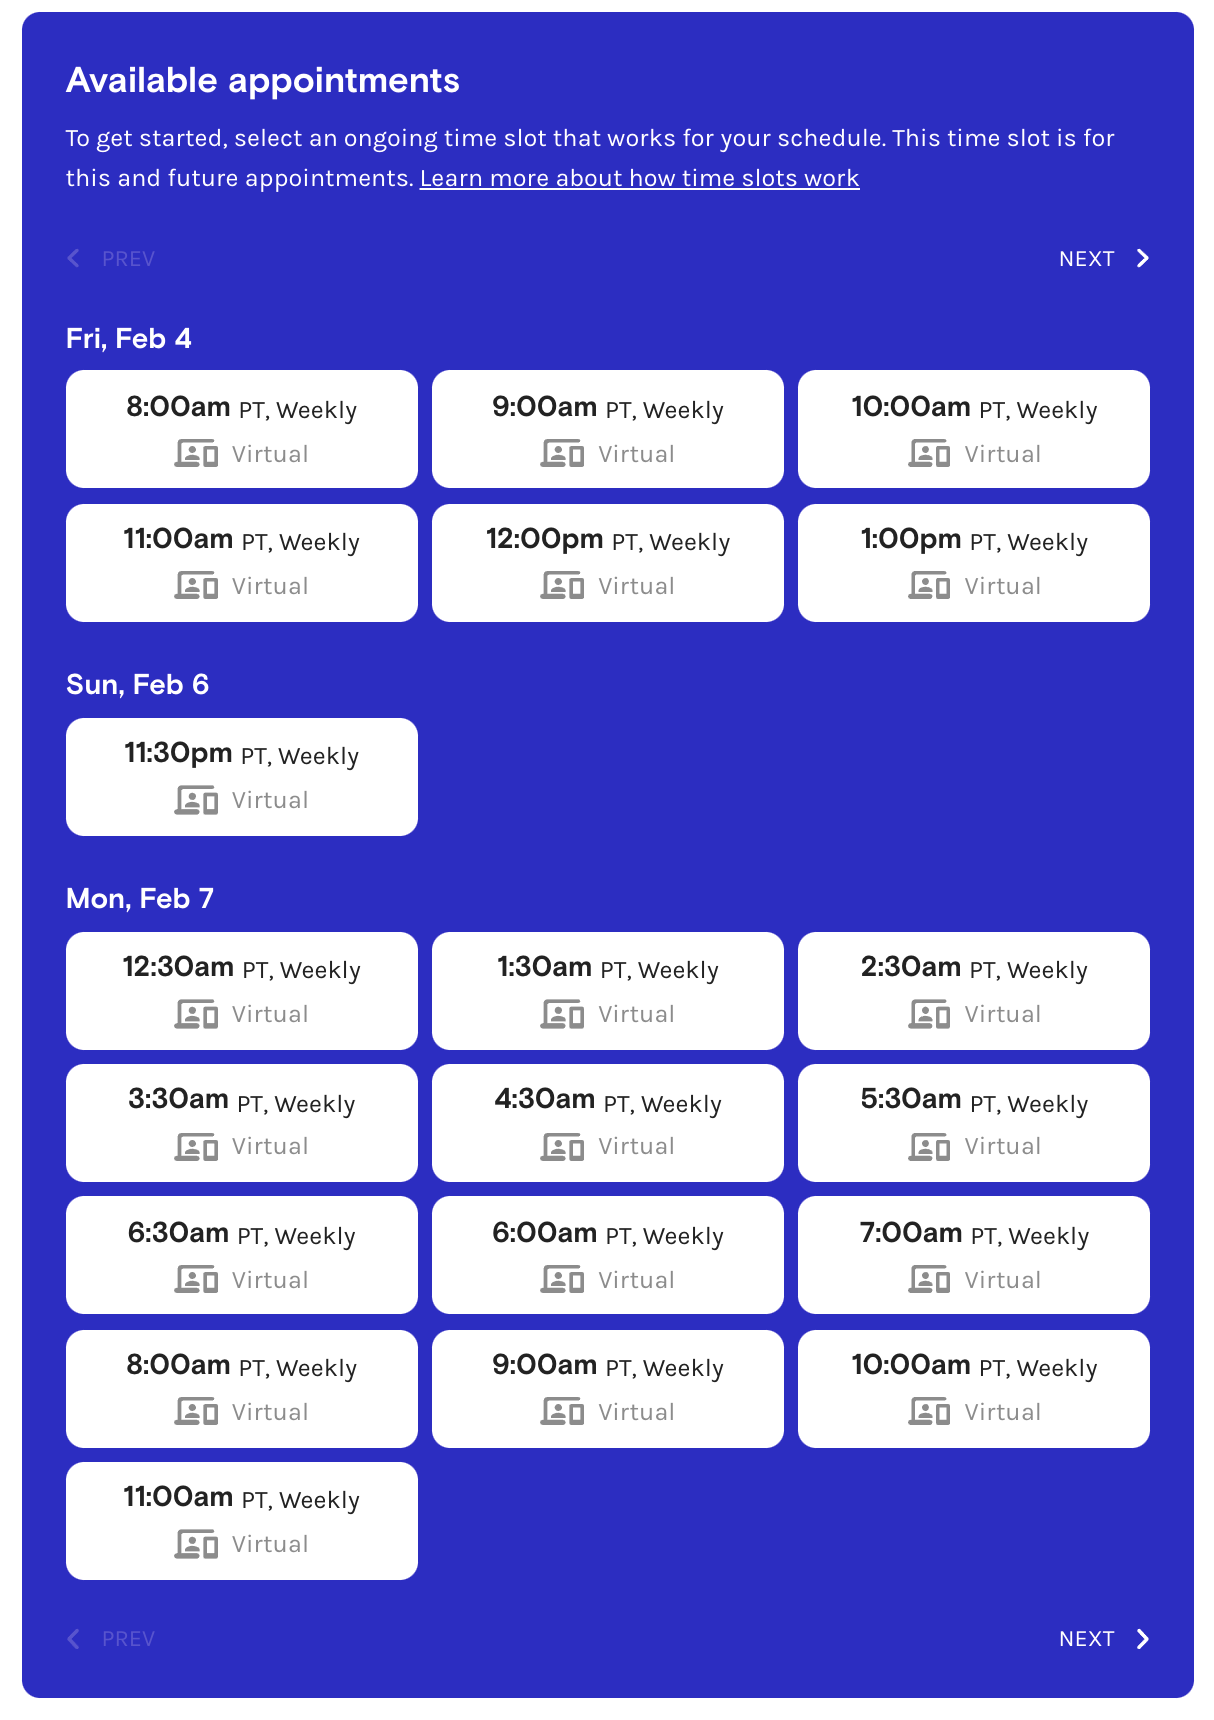 Available appointments
To get started, select an ongoing time slot that works for your schedule. This time slot is for
this and future appointments. Learn more about how time slots work
PREV NEXT
Fri, Feb 4
8:00am PT, Weekly 9:00am PT, Weekly 10:00am PT, Weekly
Virtual Virtual Virtual
11:00am PT, Weekly 12:00pm PT, Weekly 1:00pm PT, Weekly
Virtual Virtual Virtual
Sun, Feb 6
11:30pm PT, Weekly
Virtual
Mon, Feb 7
12:30am PT, Weekly 1:30am PT, Weekly 2:30am PT, Weekly
Virtual Virtual Virtual
3:30am PT, Weekly 4:30am PT, Weekly 5:30am PT, Weekly
Virtual Virtual Virtual
6:30am PT, Weekly 6:00am PT, Weekly 7:00am PT, Weekly
Virtual Virtual Virtual
8:00am PT, Weekly 9:00am PT, Weekly 10:00am PT, Weekly
Virtual Virtual Virtual
11:00am PT, Weekly
Virtual
PREV NEXT